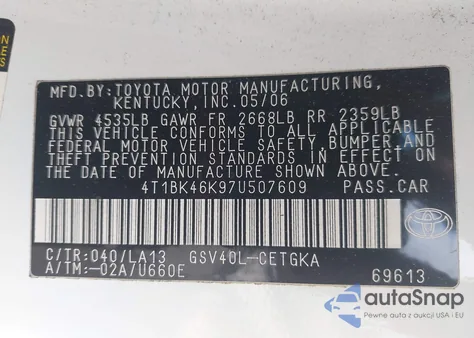 MFD.BY:TOYOTA MOTOR MANUFACTURING,
KENTUCKY,INC.05/06
GVWR 4535LB GAWR FR 2668LB RR 2359LB
THIS VEHICLE CONFORMS TO ALL APPLICABLE
FEDERAL MOTOR VEHICLE SAFETY,BUMPER,AND
THEFT PREVENTION STANDARDS IN EFFECT ON
THE DATE OF MANUFACTURE SHOWN ABOVE.
4T1BK46K97U507609 PASS.CAR
C/TR:040/LA13 GSV40L-CETGKA
A/TM:-02A/U660E
69613
TOYOTA
autoSnap
Pewne auta z aukcji USA i EU